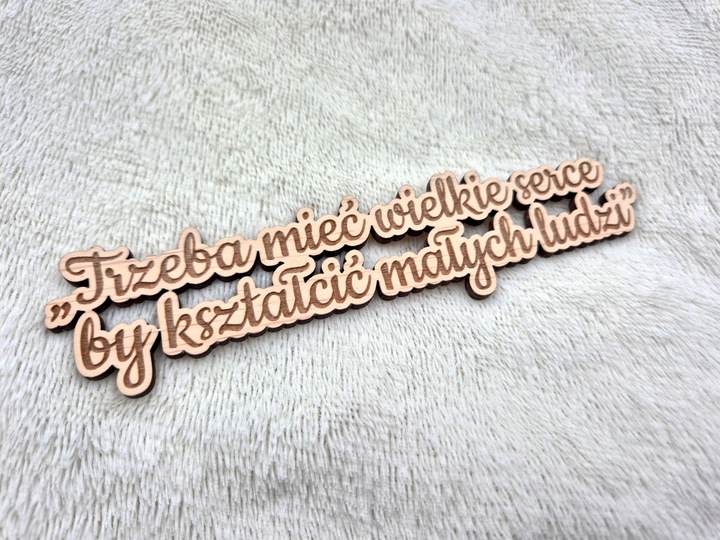 „Trzeba mieć wielkie serce
by kształcić małych ludzi”